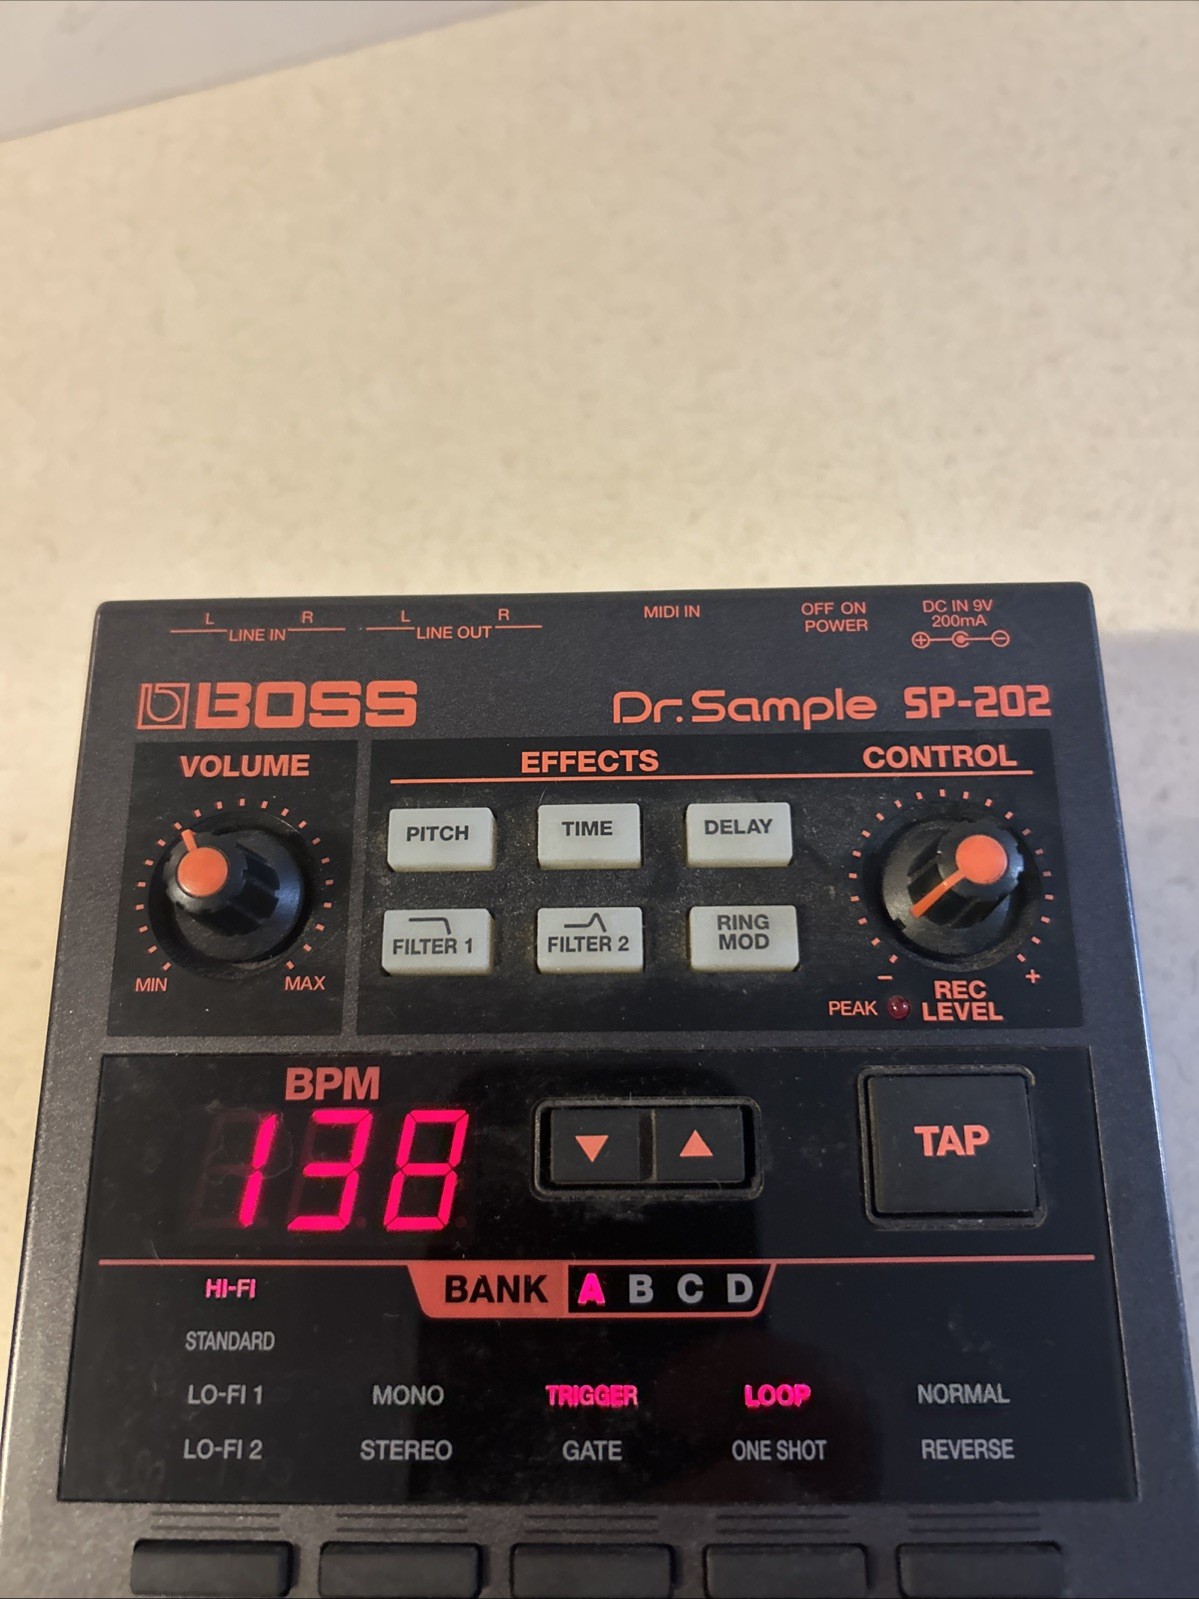 L R L R MIDI IN OFF ON DC IN 9V
LINE IN LINE OUT POWER 200mA
BOSS Dr. Sample SP-202
VOLUME EFFECTS CONTROL
PITCH TIME DELAY
FILTER 1 FILTER 2 RING MOD
MIN MAX - +
PEAK REC LEVEL
BPM
138 TAP
HI-FI BANK A B C D
STANDARD
LO-FI 1 MONO TRIGGER LOOP NORMAL
LO-FI 2 STEREO GATE ONE SHOT REVERSE